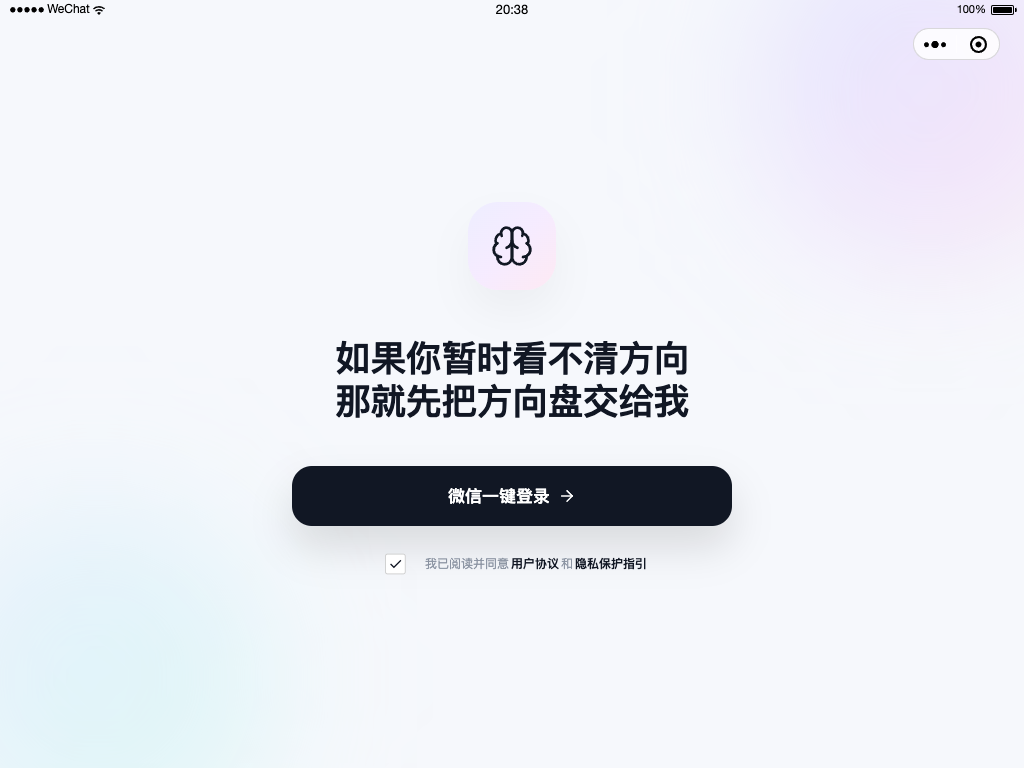 WeChat
20:38
100%
如果你暂时看不清方向
那就先把方向盘交给我
微信一键登录
我已阅读并同意 用户协议 和 隐私保护指引